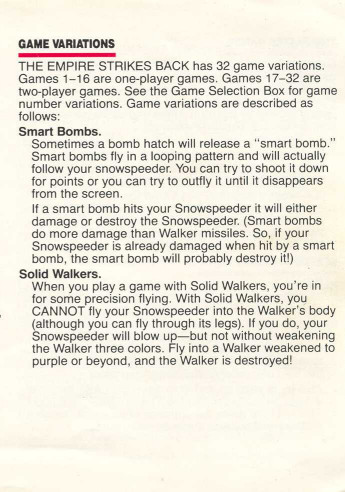 GAME VARIATIONS
THE EMPIRE STRIKES BACK has 32 game variations.
Games 1–16 are one-player games. Games 17–32 are
two-player games. See the Game Selection Box for game
number variations. Game variations are described as
follows:
Smart Bombs.
Sometimes a bomb hatch will release a "smart bomb."
Smart bombs fly in a looping pattern and will actually
follow your snowspeeder. You can try to shoot it down
for points or you can try to outfly it until it disappears
from the screen.
If a smart bomb hits your Snowspeeder it will either
damage or destroy the Snowspeeder. (Smart bombs
do more damage than Walker missiles. So, if your
Snowspeeder is already damaged when hit by a smart
bomb, the smart bomb will probably destroy it!)
Solid Walkers.
When you play a game with Solid Walkers, you're in
for some precision flying. With Solid Walkers, you
CANNOT fly your Snowspeeder into the Walker's body
(although you can fly through its legs). If you do, your
Snowspeeder will blow up—but not without weakening
the Walker three colors. Fly into a Walker weakened to
purple or beyond, and the Walker is destroyed!